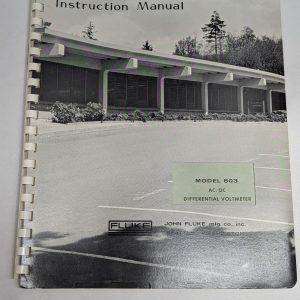 Instruction Manual
MODEL 803
AC/DC
DIFFERENTIAL VOLTMETER
FLUKE
JOHN FLUKE mfg co, inc.